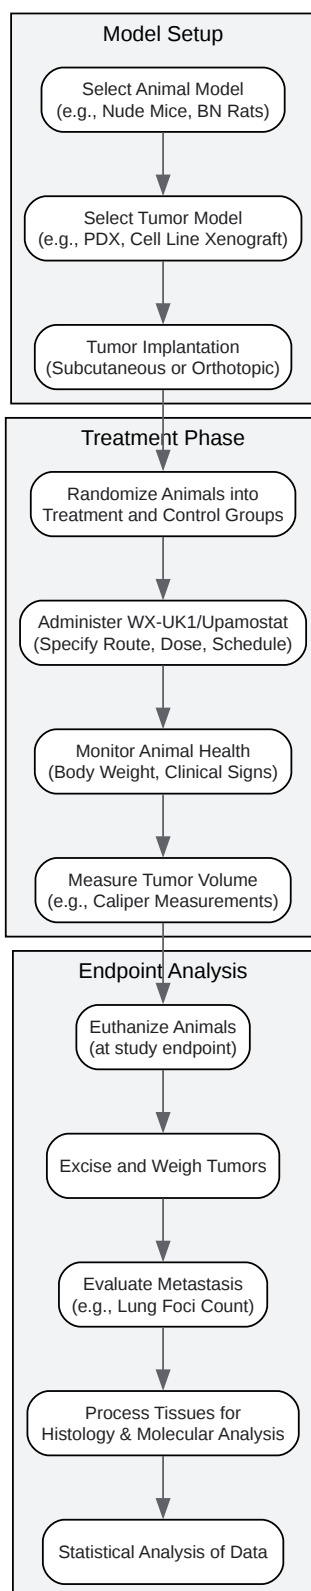 Model Setup
Select Animal Model
(e.g., Nude Mice, BN Rats)
Select Tumor Model
(e.g., PDX, Cell Line Xenograft)
Tumor Implantation
(Subcutaneous or Orthotopic)
Treatment Phase
Randomize Animals into
Treatment and Control Groups
Administer WX-UK1/Upamostat
(Specify Route, Dose, Schedule)
Monitor Animal Health
(Body Weight, Clinical Signs)
Measure Tumor Volume
(e.g., Caliper Measurements)
Endpoint Analysis
Euthanize Animals
(at study endpoint)
Excise and Weigh Tumors
Evaluate Metastasis
(e.g., Lung Foci Count)
Process Tissues for
Histology & Molecular Analysis
Statistical Analysis of Data